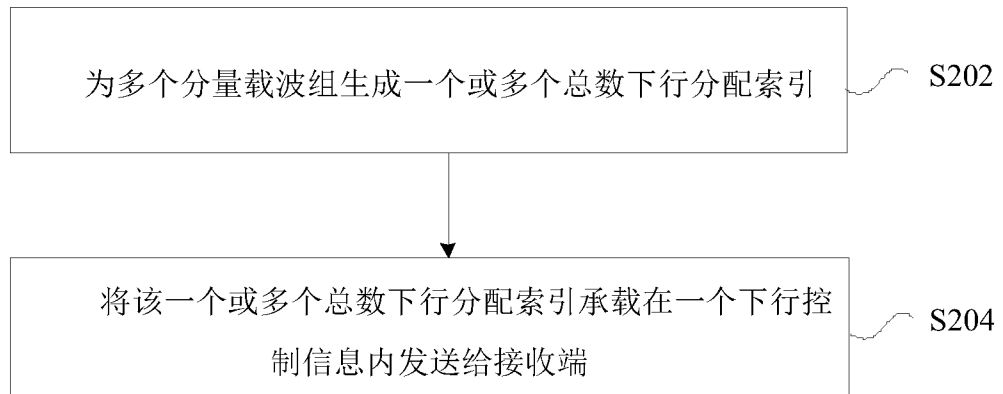 为多个分量载波组生成一个或多个总数下行分配索引
S202
将该一个或多个总数下行分配索引承载在一个下行控
制信息内发送给接收端
S204